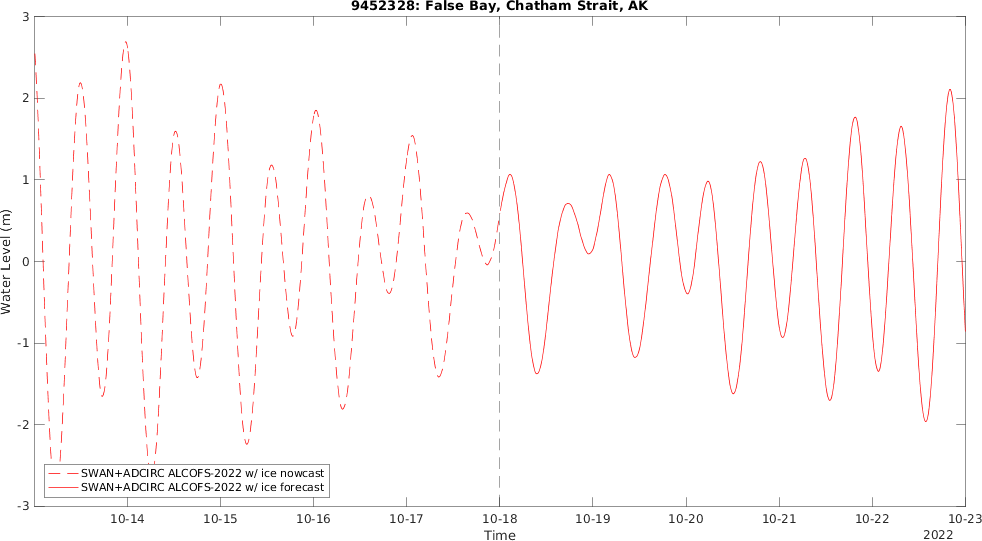 9452328: False Bay, Chatham Strait, AK
Water Level (m)
3
2
1
0
-1
-2
-3
SWAN+ADCIRC ALCOFS-2022 w/ ice nowcast
SWAN+ADCIRC ALCOFS-2022 w/ ice forecast
10-14 10-15 10-16 10-17 10-18 10-19 10-20 10-21 10-22 10-23
Time
2022